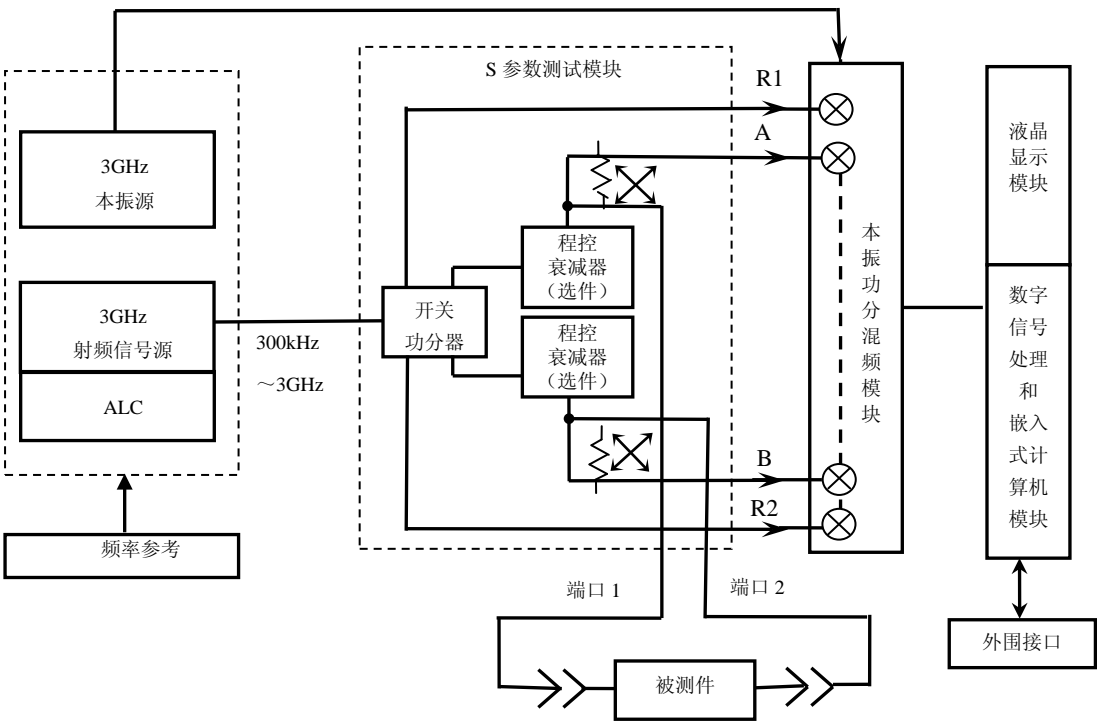 S 参数测试模块
R1
A
3GHz
本振源
程控
衰减器
（选件）
3GHz
射频信号源
ALC
300kHz
～3GHz
开关
功分器
程控
衰减器
（选件）
B
R2
本
振
功
分
混
频
模
块
液晶
显示
模块
数字
信号
处理
和
嵌入
式计
算机
模块
频率参考
端口 1
端口 2
外围接口
被测件